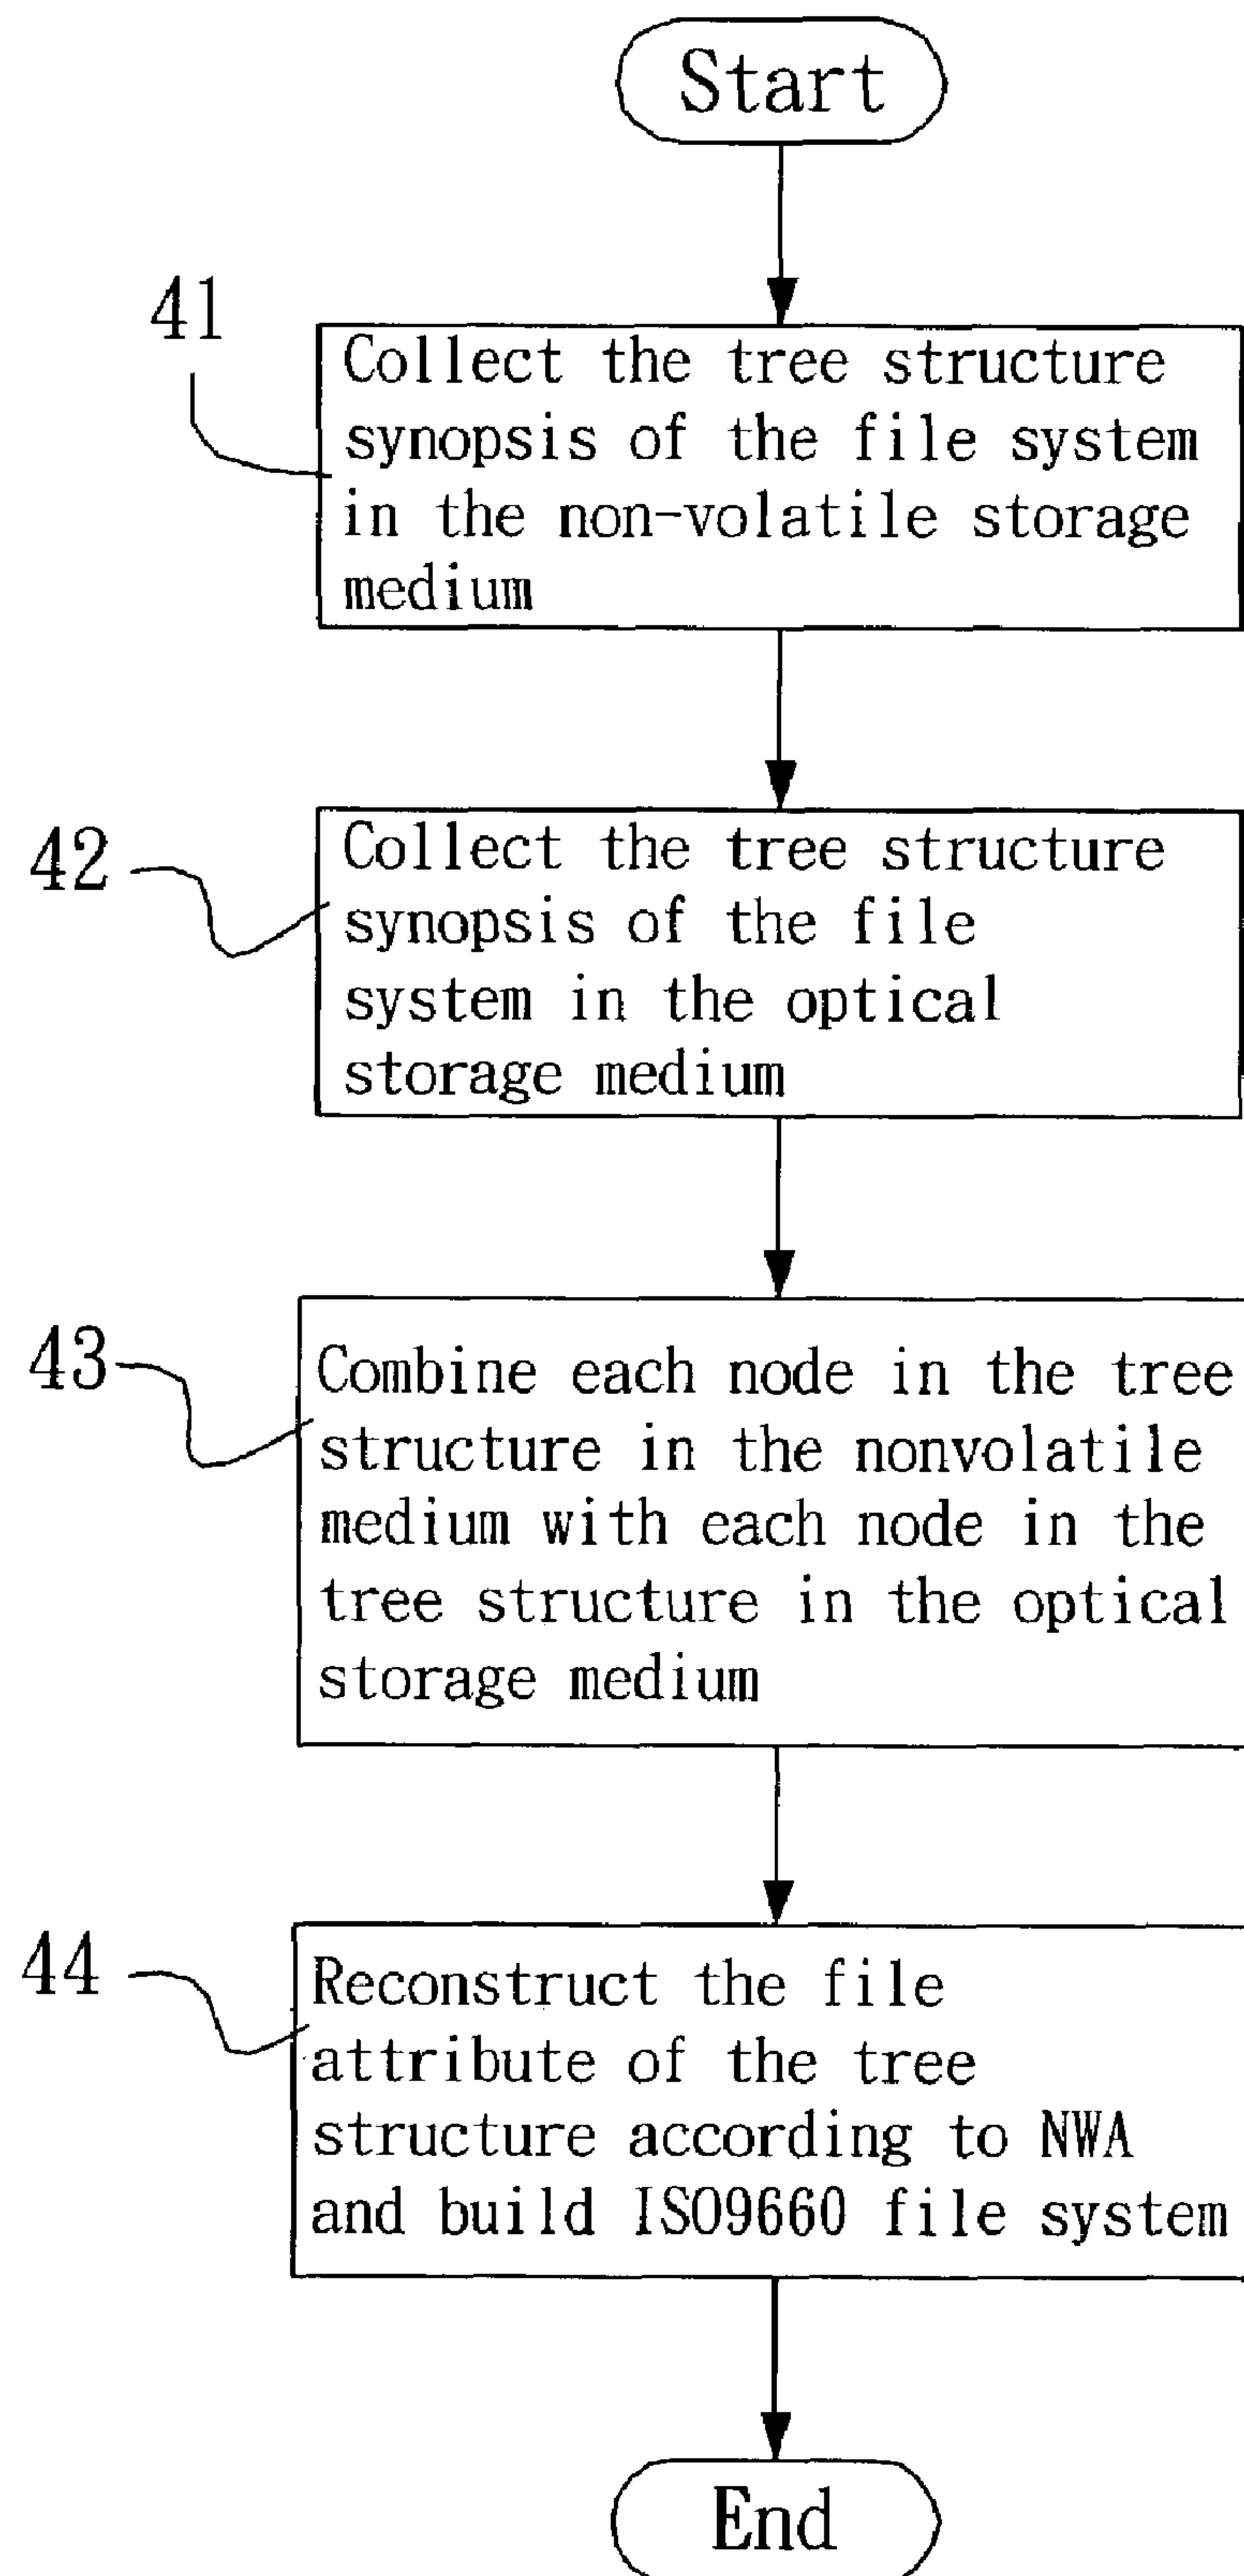 Start
41
Collect the tree structure
synopsis of the file system
in the non-volatile storage
medium
42
Collect the tree structure
synopsis of the file
system in the optical
storage medium
43
Combine each node in the tree
structure in the nonvolatile
medium with each node in the
tree structure in the optical
storage medium
44
Reconstruct the file
attribute of the tree
structure according to NWA
and build ISO9660 file system
End